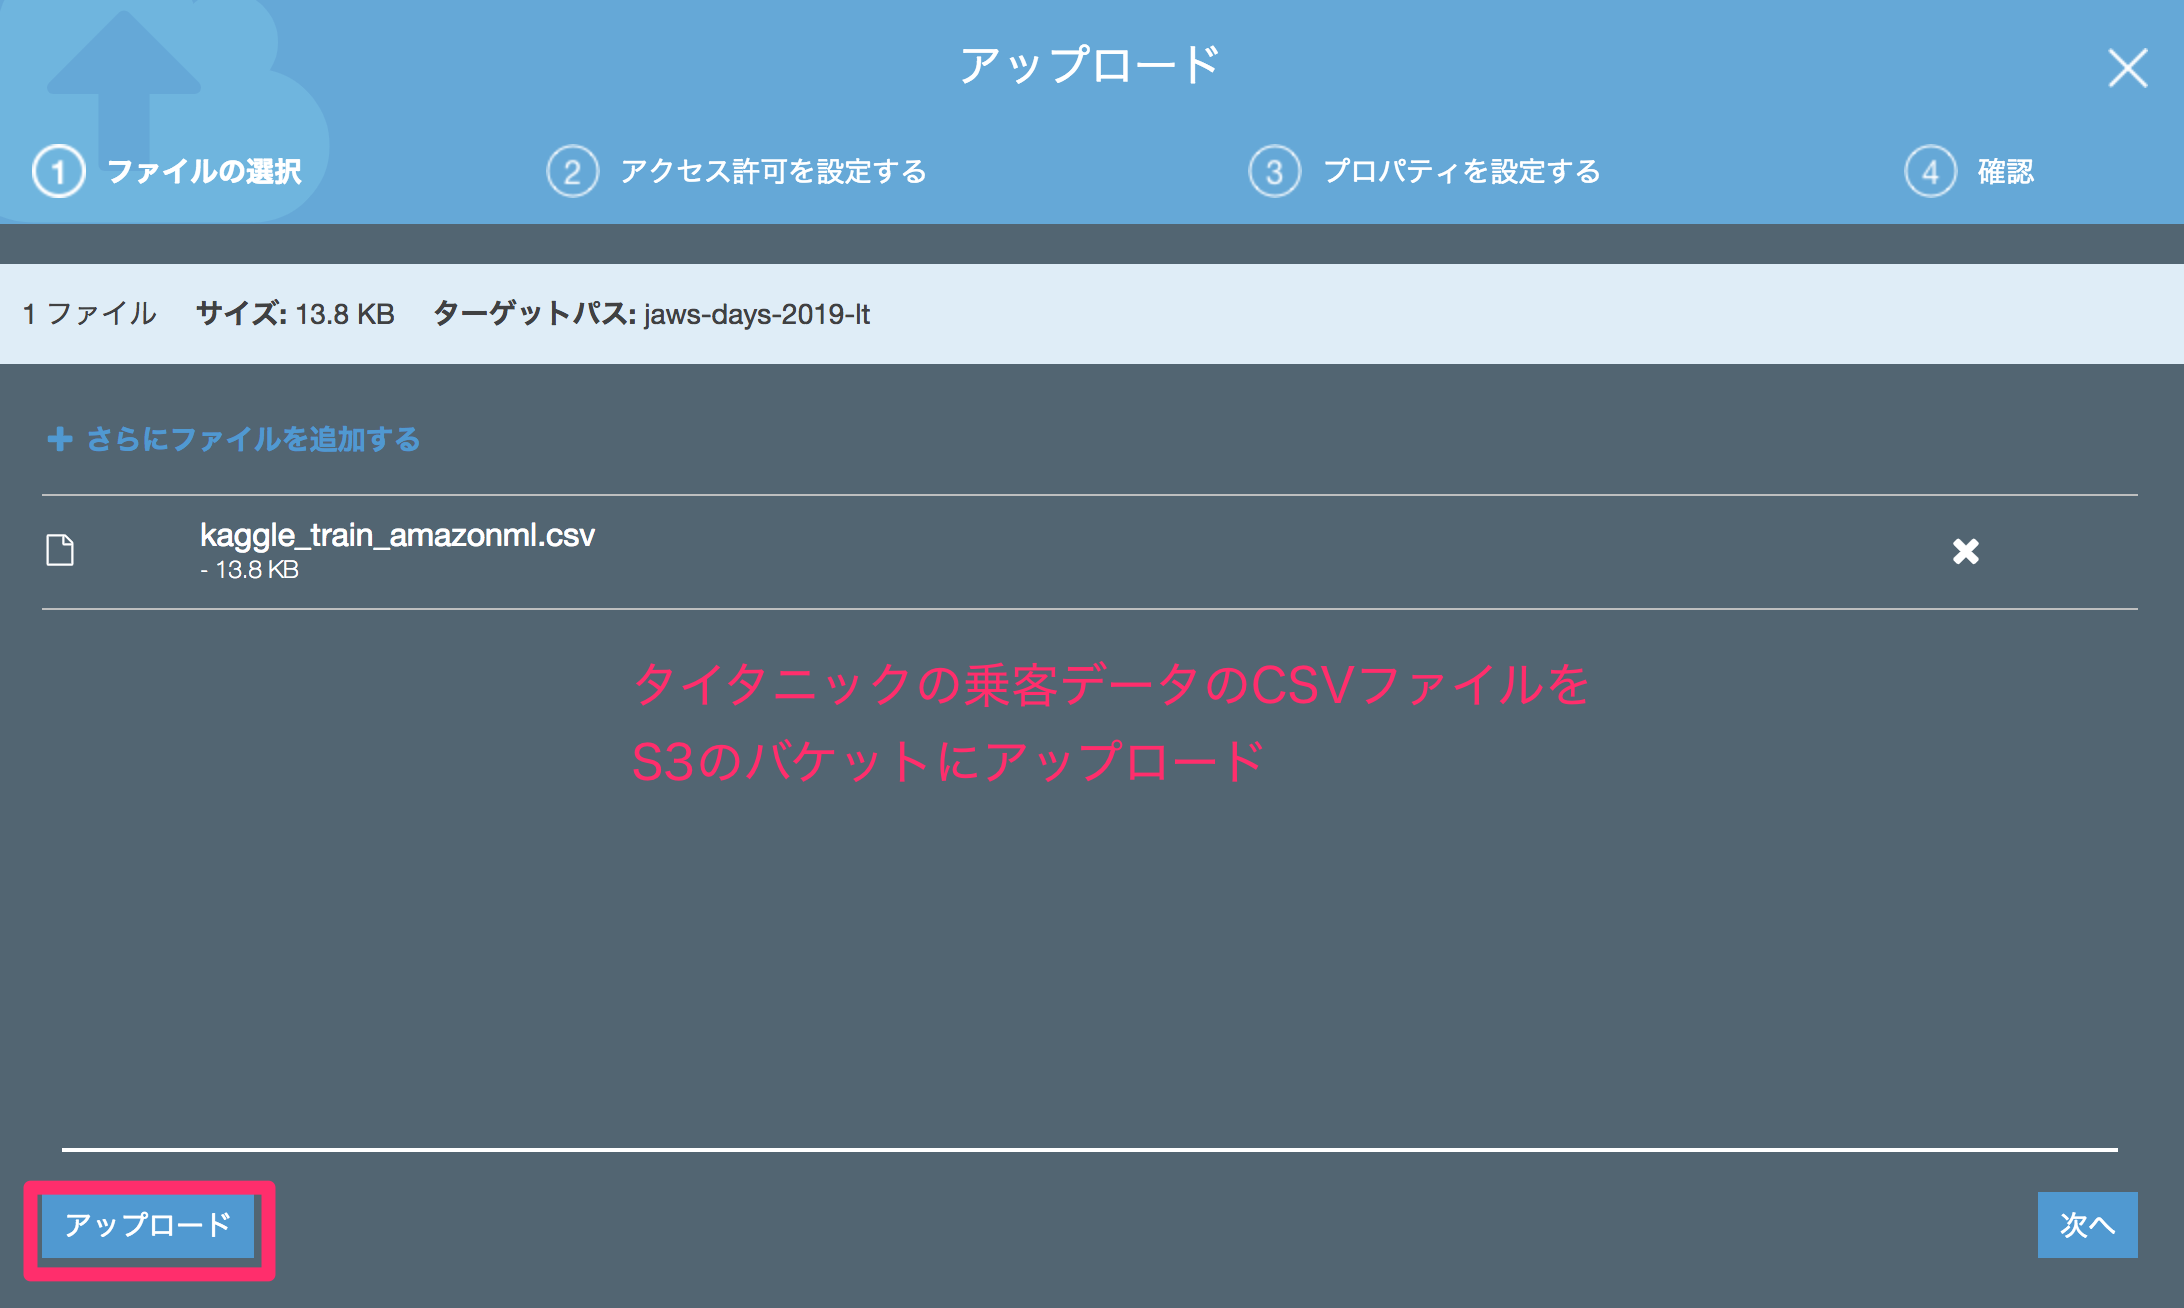 アップロード
1 ファイルの選択 2 アクセス許可を設定する 3 プロパティを設定する 4 確認
1 ファイル サイズ: 13.8 KB ターゲットパス: jaws-days-2019-lt
さらにファイルを追加する
kaggle_train_amazonml.csv
- 13.8 KB
タイタニックの乗客データのCSVファイルを
S3のバケットにアップロード
アップロード 次へ